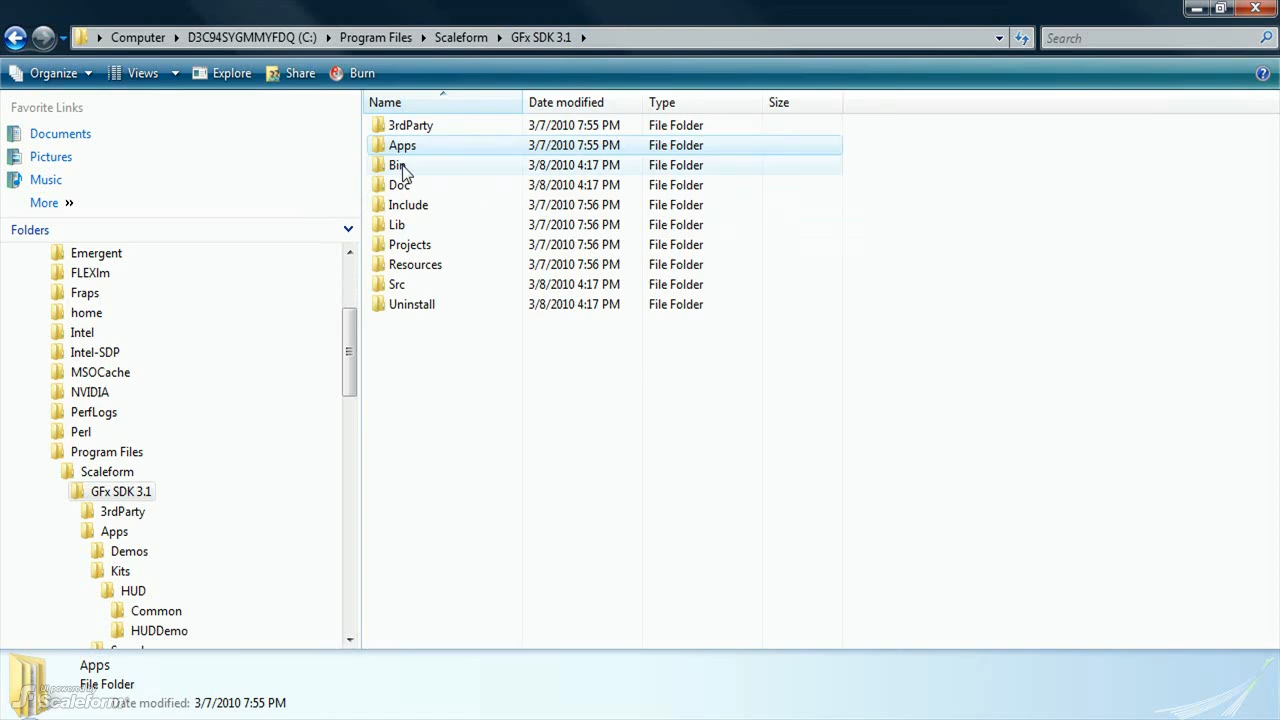 Computer ▸ D3C94SYGMMYFDQ (C:) ▸ Program Files ▸ Scaleform ▸ GFx SDK 3.1 ▸ Search
Organize Views Explore Share Burn
Favorite Links
Documents
Pictures
Music
More »
Folders
Emergent
FLEXlm
Fraps
home
Intel
Intel-SDP
MSOCache
NVIDIA
PerfLogs
Perl
Program Files
Scaleform
GFx SDK 3.1
3rdParty
Apps
Demos
Kits
HUD
Common
HUDDemo
Name Date modified Type Size
3rdParty 3/7/2010 7:55 PM File Folder
Apps 3/7/2010 7:55 PM File Folder
Bin 3/8/2010 4:17 PM File Folder
Doc 3/8/2010 4:17 PM File Folder
Include 3/7/2010 7:56 PM File Folder
Lib 3/7/2010 7:56 PM File Folder
Projects 3/7/2010 7:56 PM File Folder
Resources 3/7/2010 7:56 PM File Folder
Src 3/8/2010 4:17 PM File Folder
Uninstall 3/8/2010 4:17 PM File Folder
Apps
File Folder
Date modified: 3/7/2010 7:55 PM
UI powered by
Scaleform